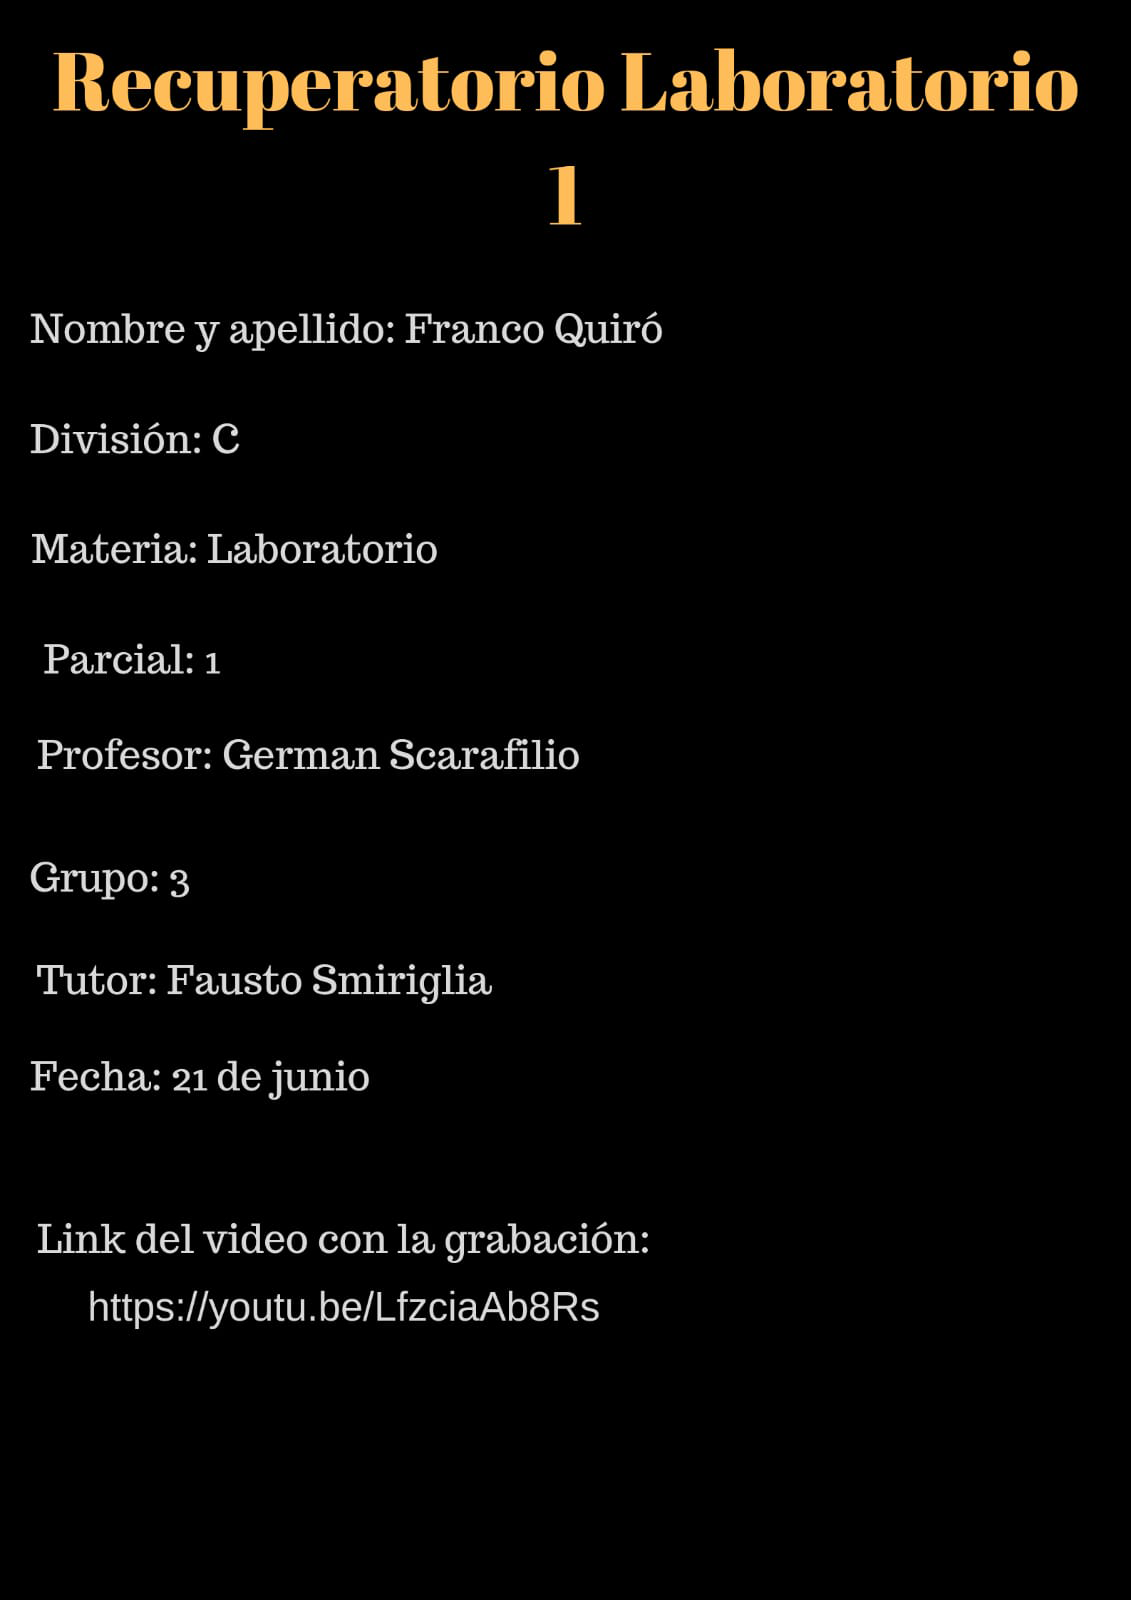 Recuperatorio Laboratorio
1
Nombre y apellido: Franco Quiró
División: C
Materia: Laboratorio
Parcial: 1
Profesor: German Scarafilio
Grupo: 3
Tutor: Fausto Smiriglia
Fecha: 21 de junio
Link del video con la grabación:
https://youtu.be/LfzciaAb8Rs